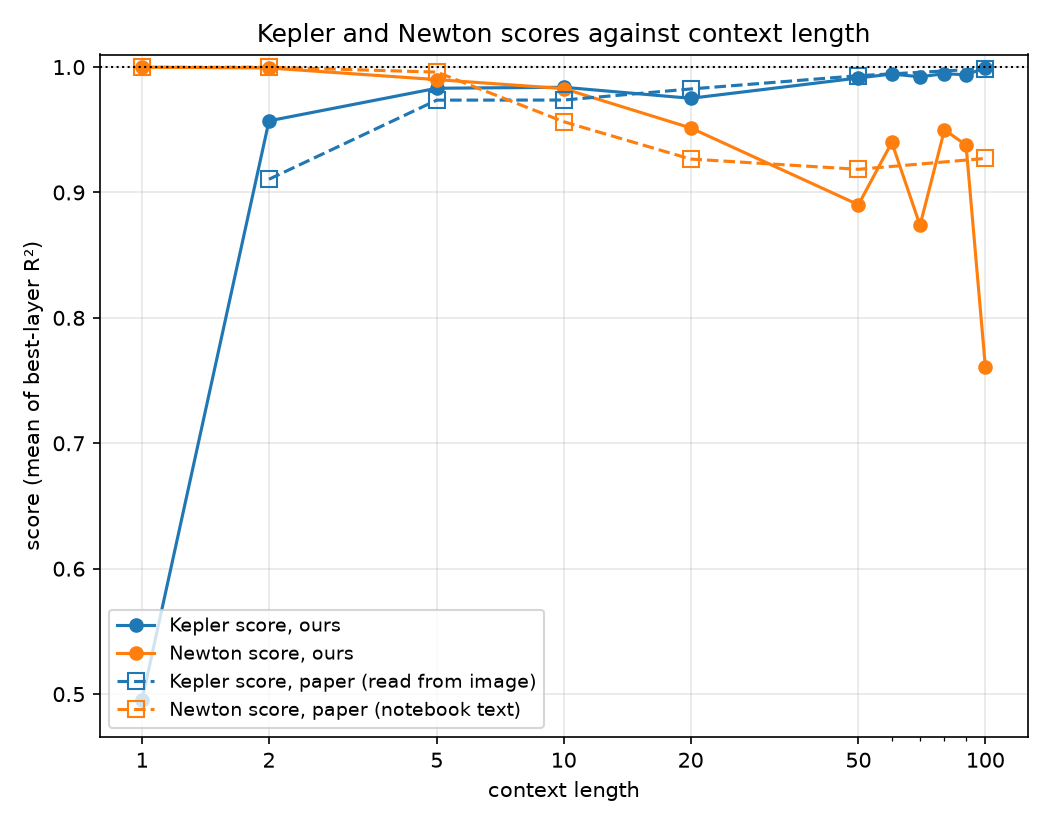 Kepler and Newton scores against context length
score (mean of best-layer R²)
1.0
0.9
0.8
0.7
0.6
0.5
Kepler score, ours
Newton score, ours
Kepler score, paper (read from image)
Newton score, paper (notebook text)
1 2 5 10 20 50 100
context length